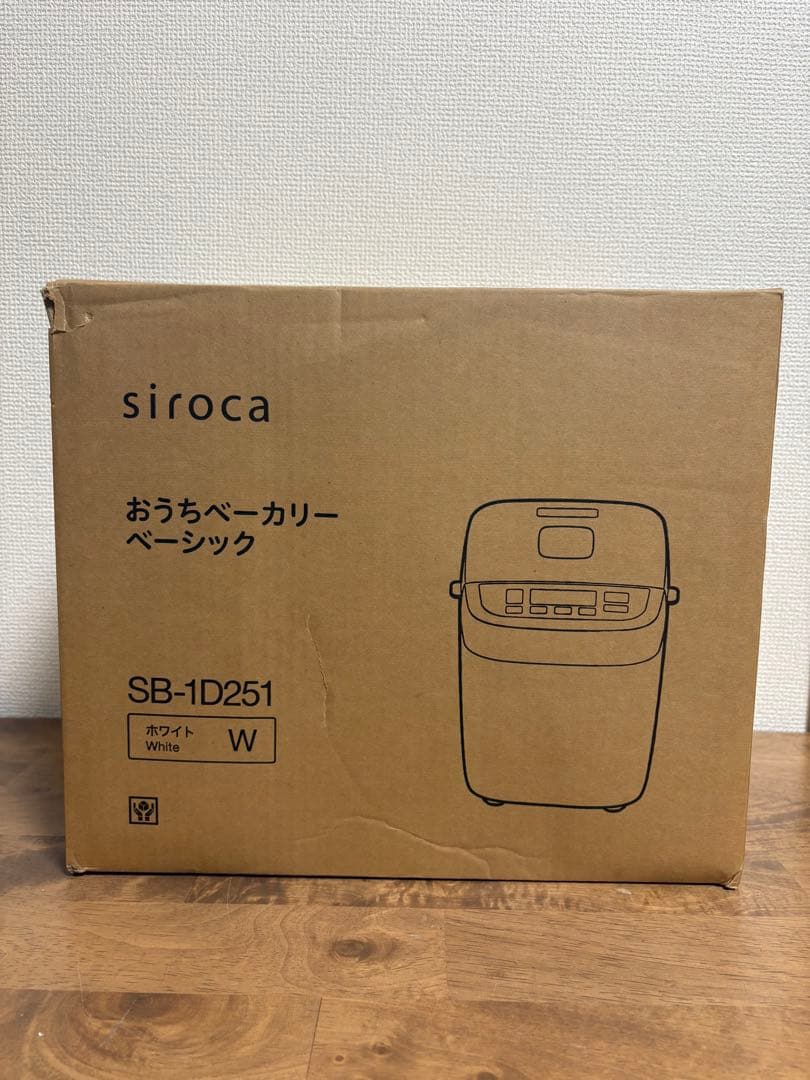 siroca
おうちベーカリー
ベーシック
SB-1D251
ホワイト
White
W